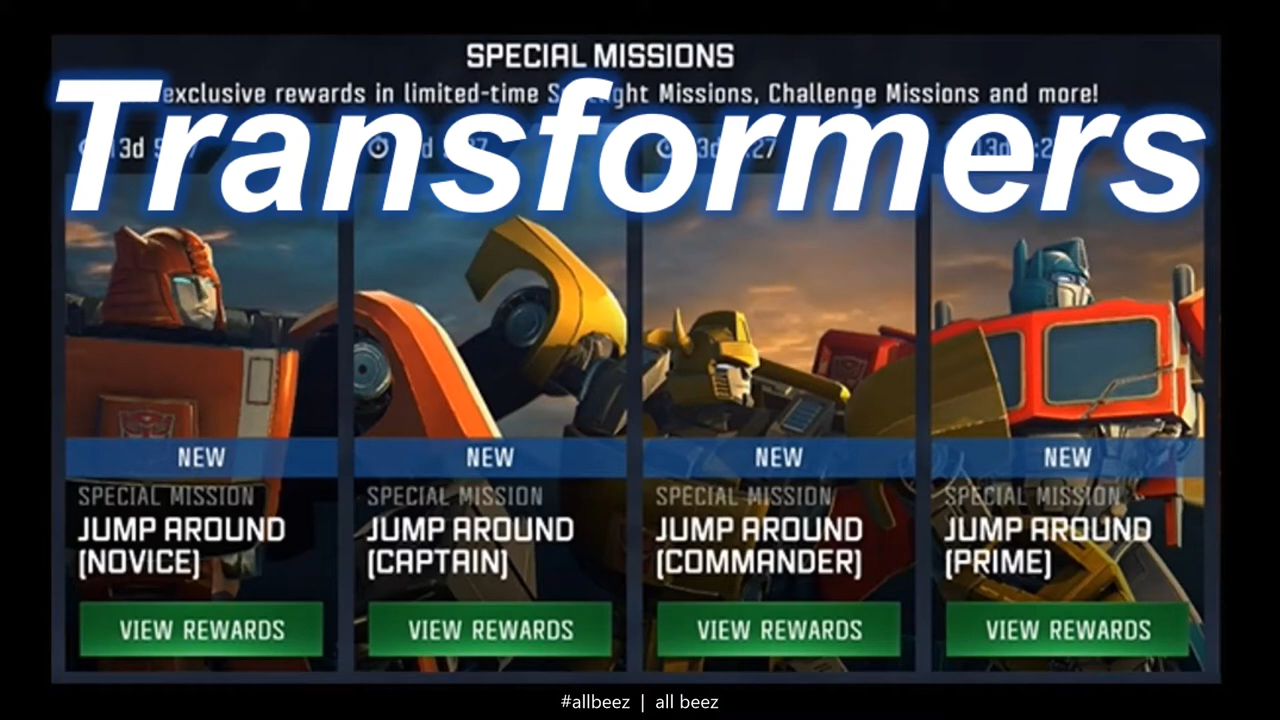 SPECIAL MISSIONS
exclusive rewards in limited-time Missions, Challenge Missions and more!
Transformers
NEW
NEW
NEW
NEW
SPECIAL MISSION
JUMP AROUND
(NOVICE)
SPECIAL MISSION
JUMP AROUND
(CAPTAIN)
SPECIAL MISSION
JUMP AROUND
(COMMANDER)
SPECIAL MISSION
JUMP AROUND
(PRIME)
VIEW REWARDS
VIEW REWARDS
VIEW REWARDS
VIEW REWARDS
#allbeez | all beez